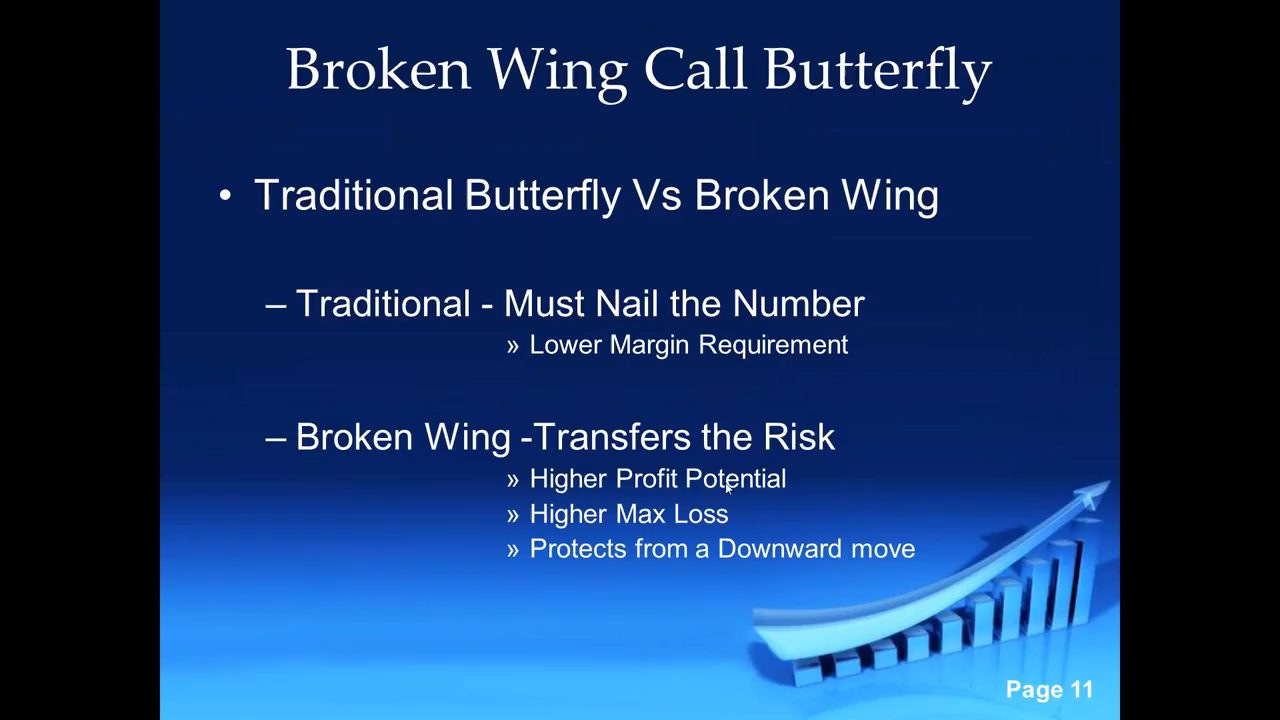 Broken Wing Call Butterfly
• Traditional Butterfly Vs Broken Wing
– Traditional - Must Nail the Number
» Lower Margin Requirement
– Broken Wing -Transfers the Risk
» Higher Profit Potential
» Higher Max Loss
» Protects from a Downward move
Page 11